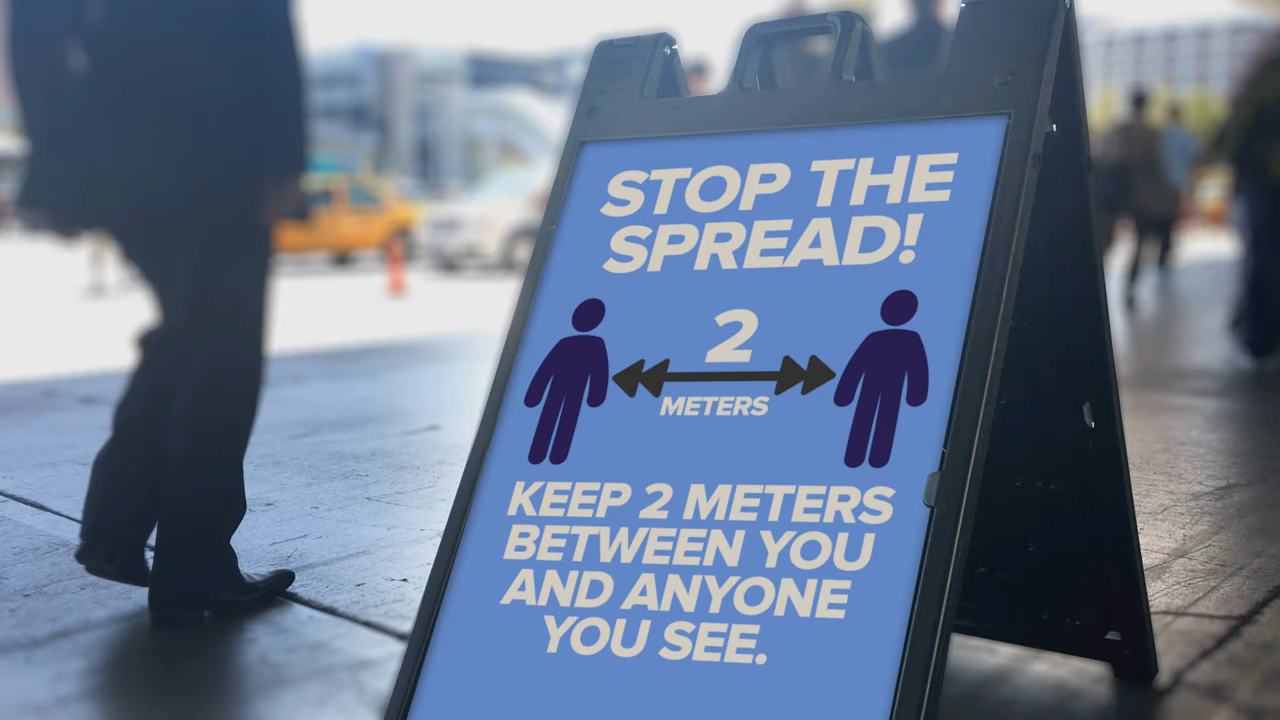 STOP THE
SPREAD!
2
METERS
KEEP 2 METERS
BETWEEN YOU
AND ANYONE
YOU SEE.